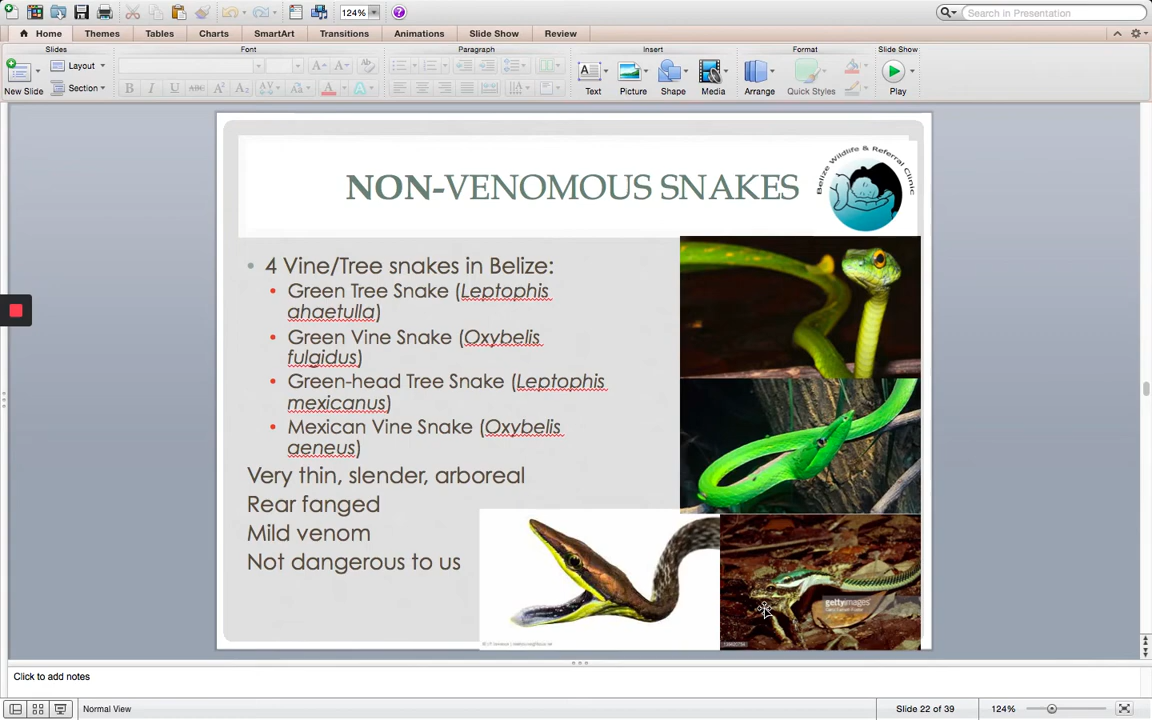 124%
Search in Presentation
Home
Themes
Tables
Charts
SmartArt
Transitions
Animations
Slide Show
Review
Slides
Font
Paragraph
Insert
Format
Slide Show
New Slide
Layout
Section
Text
Picture
Shape
Media
Arrange
Quick Styles
Play
NON-VENOMOUS SNAKES
Belize Wildlife & Referral Clinic
4 Vine/Tree snakes in Belize:
Green Tree Snake (Leptophis
ahaetulla)
Green Vine Snake (Oxybelis
fulgidus)
Green-head Tree Snake (Leptophis
mexicanus)
Mexican Vine Snake (Oxybelis
aeneus)
Very thin, slender, arboreal
Rear fanged
Mild venom
Not dangerous to us
gettyimages
Click to add notes
Normal View
Slide 22 of 39
124%